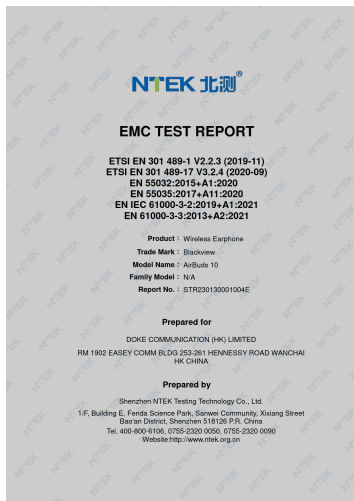 NTEK 北测®
EMC TEST REPORT
ETSI EN 301 489-1 V2.2.3 (2019-11)
ETSI EN 301 489-17 V3.2.4 (2020-09)
EN 55032:2015+A1:2020
EN 55035:2017+A11:2020
EN IEC 61000-3-2:2019+A1:2021
EN 61000-3-3:2013+A2:2021
Product : Wireless Earphone
Trade Mark : Blackview
Model Name : AirBuds 10
Family Model : N/A
Report No. : STR230130001004E
Prepared for
DOKE COMMUNICATION (HK) LIMITED
RM 1902 EASEY COMM BLDG 253-261 HENNESSY ROAD WANCHAI
HK CHINA
Prepared by
Shenzhen NTEK Testing Technology Co., Ltd.
1/F, Building E, Fenda Science Park, Sanwei Community, Xixiang Street
Bao'an District, Shenzhen 518126 P.R. China
Tel. 400-800-6106, 0755-2320 0050, 0755-2320 0090
Website:http://www.ntek.org.cn